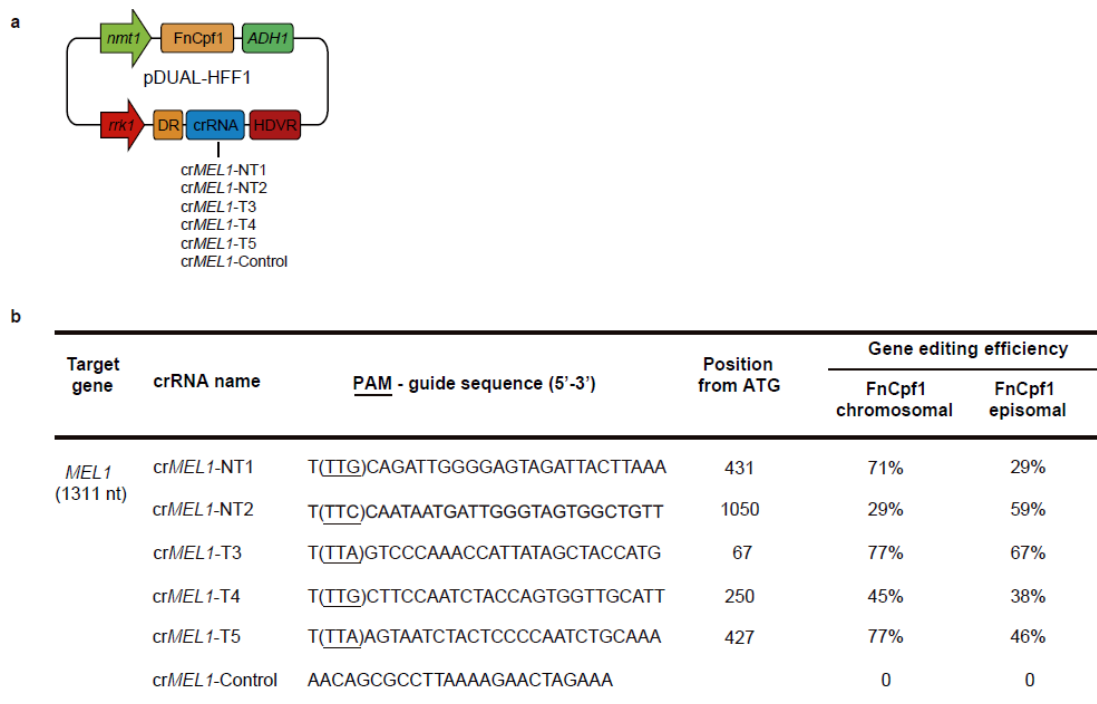 a
nmt1 FnCpf1 ADH1
pDUAL-HFF1
rrk1 DR crRNA HDVR
crMEL1-NT1
crMEL1-NT2
crMEL1-T3
crMEL1-T4
crMEL1-T5
crMEL1-Control
b
Target gene crRNA name PAM - guide sequence (5'-3') Position from ATG Gene editing efficiency
FnCpf1 chromosomal FnCpf1 episomal
MEL1 (1311 nt) crMEL1-NT1 T(TTG)CAGATTGGGGAGTAGATTACTTAAA 431 71% 29%
crMEL1-NT2 T(TTC)CAATAATGATTGGGTAGTGGCTGTT 1050 29% 59%
crMEL1-T3 T(TTA)GTCCCAAACCATTATAGCTACCATG 67 77% 67%
crMEL1-T4 T(TTG)CTTCCAATCTACCAGTGGTTGCATT 250 45% 38%
crMEL1-T5 T(TTA)AGTAATCTACTCCCCAATCTGCAAA 427 77% 46%
crMEL1-Control AACAGCGCCTTAAAAGAACTAGAAA 0 0